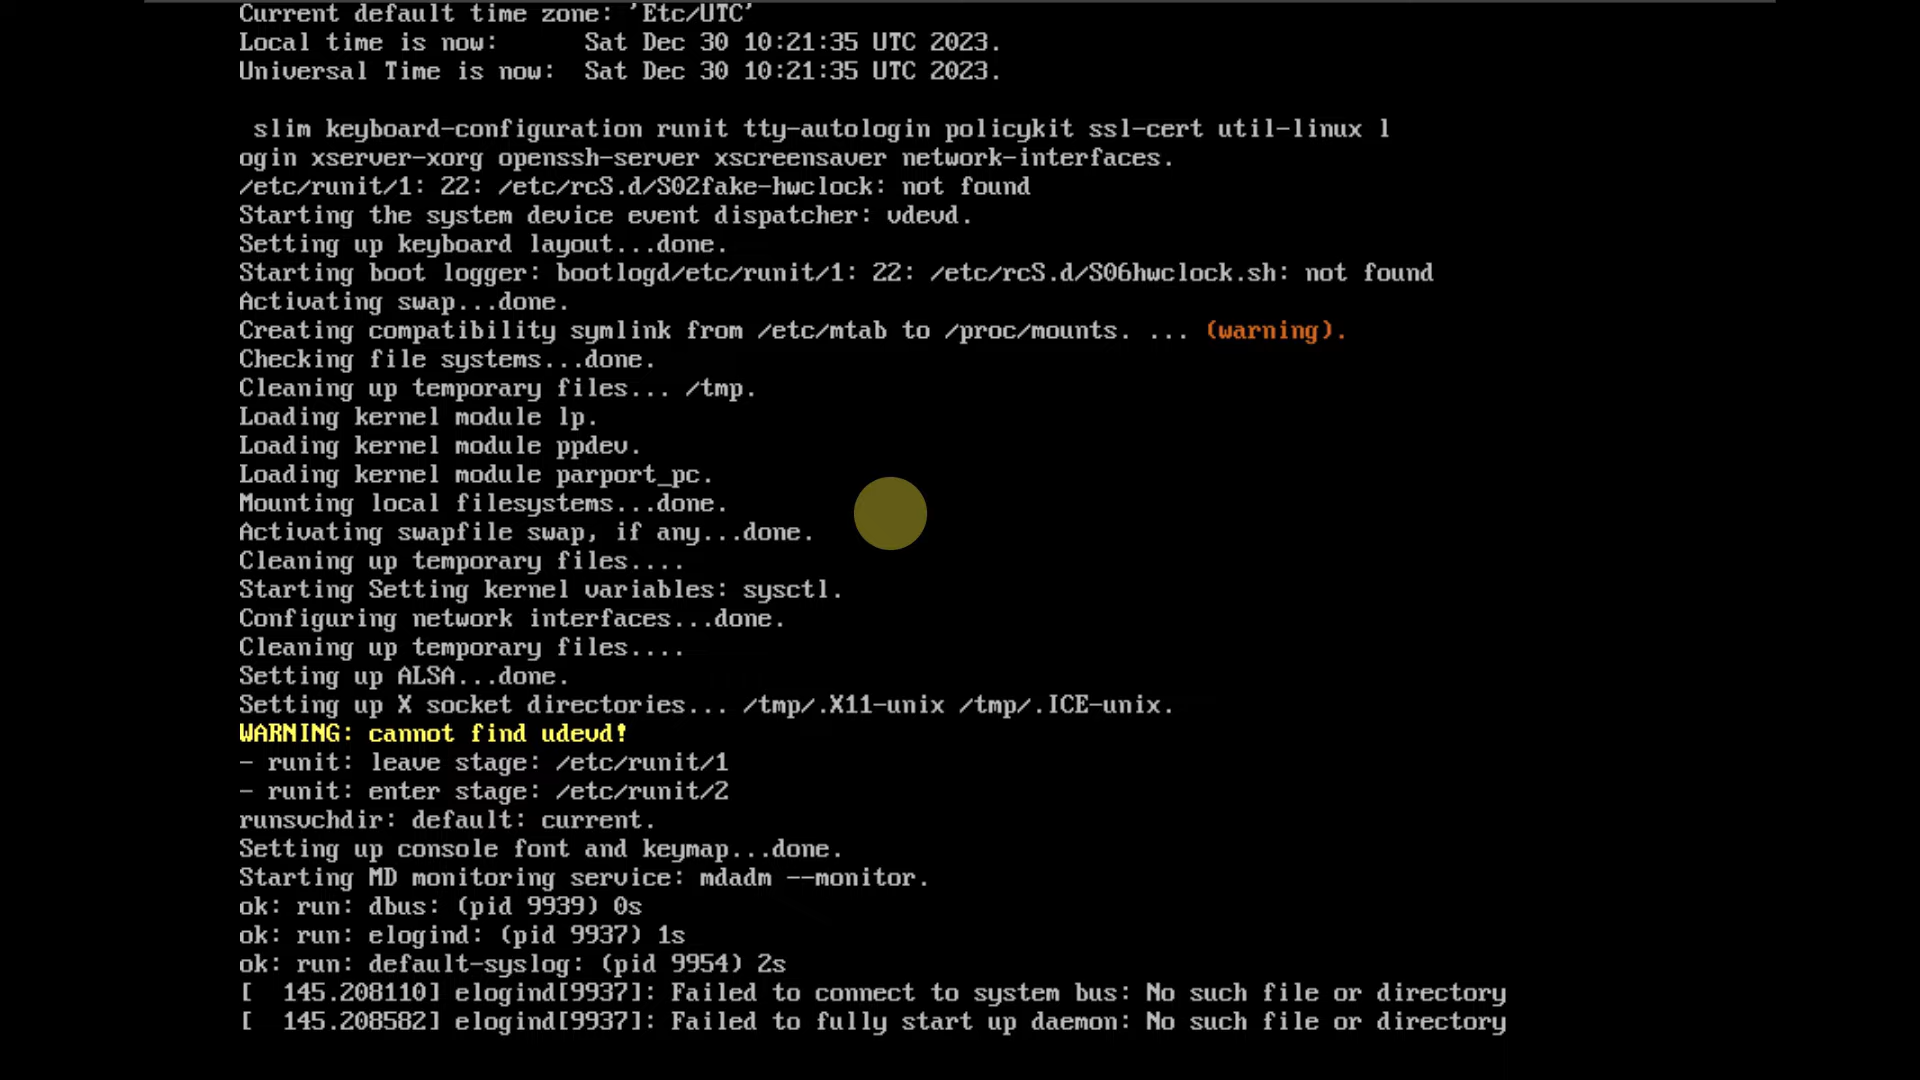 Current default time zone: 'Etc/UTC'
Local time is now:      Sat Dec 30 10:21:35 UTC 2023.
Universal Time is now:  Sat Dec 30 10:21:35 UTC 2023.
slim keyboard-configuration runit tty-autologin policykit ssl-cert util-linux l
ogin xserver-xorg openssh-server xscreensaver network-interfaces.
/etc/runit/1: 22: /etc/rcS.d/S02fake-hwclock: not found
Starting the system device event dispatcher: vdevd.
Setting up keyboard layout...done.
Starting boot logger: bootlogd/etc/runit/1: 22: /etc/rcS.d/S06hwclock.sh: not found
Activating swap...done.
Creating compatibility symlink from /etc/mtab to /proc/mounts. ... (warning).
Checking file systems...done.
Cleaning up temporary files... /tmp.
Loading kernel module lp.
Loading kernel module ppdev.
Loading kernel module parport_pc.
Mounting local filesystems...done.
Activating swapfile swap, if any...done.
Cleaning up temporary files....
Starting Setting kernel variables: sysctl.
Configuring network interfaces...done.
Cleaning up temporary files....
Setting up ALSA...done.
Setting up X socket directories... /tmp/.X11-unix /tmp/.ICE-unix.
WARNING: cannot find udevd!
- runit: leave stage: /etc/runit/1
- runit: enter stage: /etc/runit/2
runsvchdir: default: current.
Setting up console font and keymap...done.
Starting MD monitoring service: mdadm --monitor.
ok: run: dbus: (pid 9939) 0s
ok: run: elogind: (pid 9937) 1s
ok: run: default-syslog: (pid 9954) 2s
[  145.208110] elogind[9937]: Failed to connect to system bus: No such file or directory
[  145.208582] elogind[9937]: Failed to fully start up daemon: No such file or directory